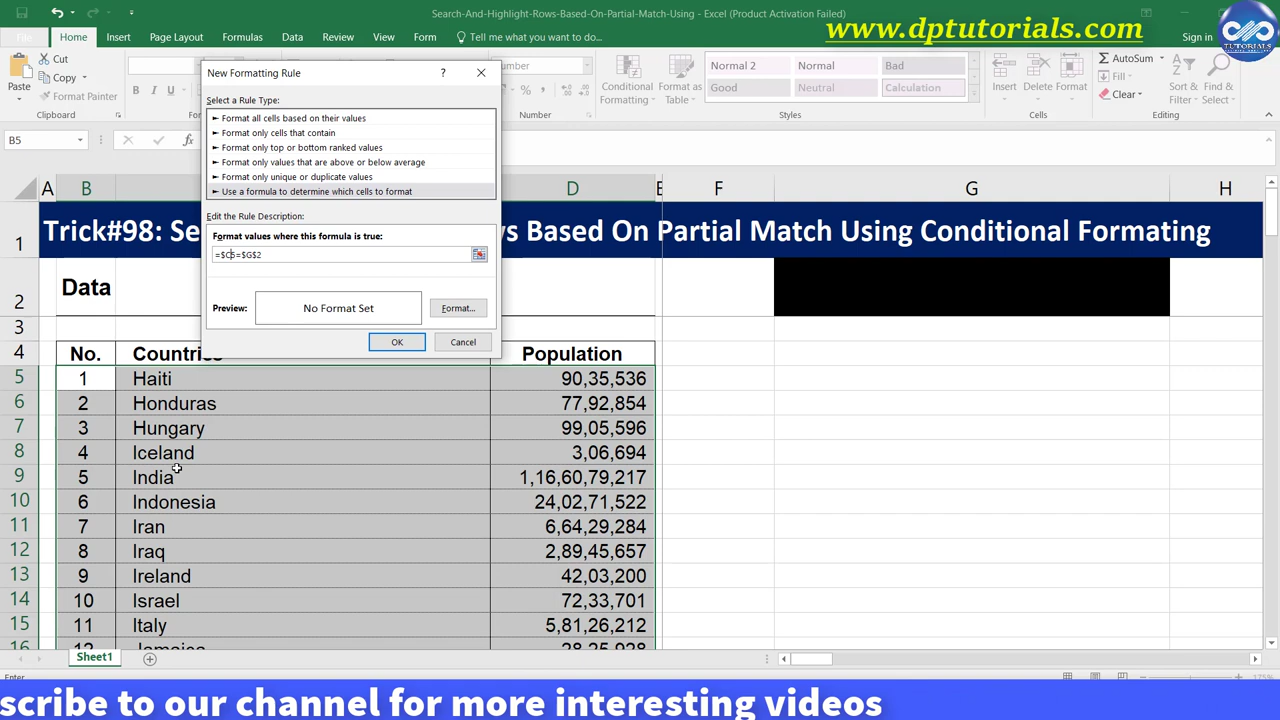 Search-And-Highlight-Rows-Based-On-Partial-Match-Using - Excel (Product Activation Failed)
www.dptutorials.com
TUTORIALS
File Home Insert Page Layout Formulas Data Review View Form Tell me what you want to do... Sign in
Cut
Copy
Format Painter
Paste
Clipboard
B I U
Number
Number
Conditional Formatting
Format as Table
Normal 2 Normal Bad
Good Neutral Calculation
Styles
Insert Delete Format
Cells
AutoSum
Fill
Clear
Sort & Filter
Find & Select
Editing
B5 fx
New Formatting Rule ?
Select a Rule Type:
► Format all cells based on their values
► Format only cells that contain
► Format only top or bottom ranked values
► Format only values that are above or below average
► Format only unique or duplicate values
► Use a formula to determine which cells to format
Edit the Rule Description:
Format values where this formula is true:
=$C5=$G$2
Preview: No Format Set Format...
OK Cancel
A B D E F G H
1 Trick#98: Se
s Based On Partial Match Using Conditional Formating
2 Data
3
4 No. Countries Population
5 1 Haiti 90,35,536
6 2 Honduras 77,92,854
7 3 Hungary 99,05,596
8 4 Iceland 3,06,694
9 5 India 1,16,60,79,217
10 6 Indonesia 24,02,71,522
11 7 Iran 6,64,29,284
12 8 Iraq 2,89,45,657
13 9 Ireland 42,03,200
14 10 Israel 72,33,701
15 11 Italy 5,81,26,212
16 12 Jamaica 28,25,928
Sheet1
Enter 175%
scribe to our channel for more interesting videos